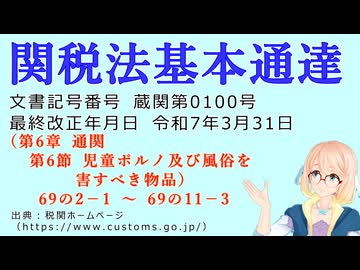 関税法基本通達
文書記号番号 蔵関第0100号
最終改正年月日 令和7年3月31日
(第6章 通関
第6節 児童ポルノ及び風俗を
害すべき物品)
69の2－1 ～ 69の11－3
出典：税関ホームページ
(https://www.customs.go.jp/)